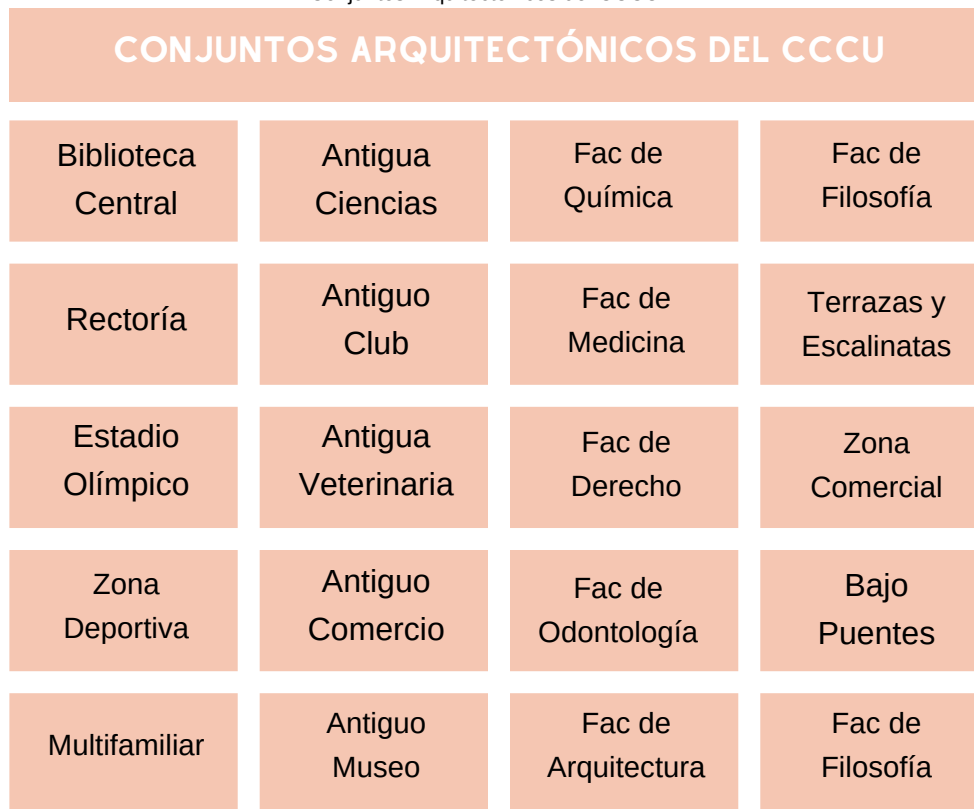 CONJUNTOS ARQUITECTÓNICOS DEL CCCU
Biblioteca
Central
Antigua
Ciencias
Fac de
Química
Fac de
Filosofía
Rectoría
Antiguo
Club
Fac de
Medicina
Terrazas y
Escalinatas
Estadio
Olímpico
Antigua
Veterinaria
Fac de
Derecho
Zona
Comercial
Zona
Deportiva
Antiguo
Comercio
Fac de
Odontología
Bajo
Puentes
Multifamiliar
Antiguo
Museo
Fac de
Arquitectura
Fac de
Filosofía